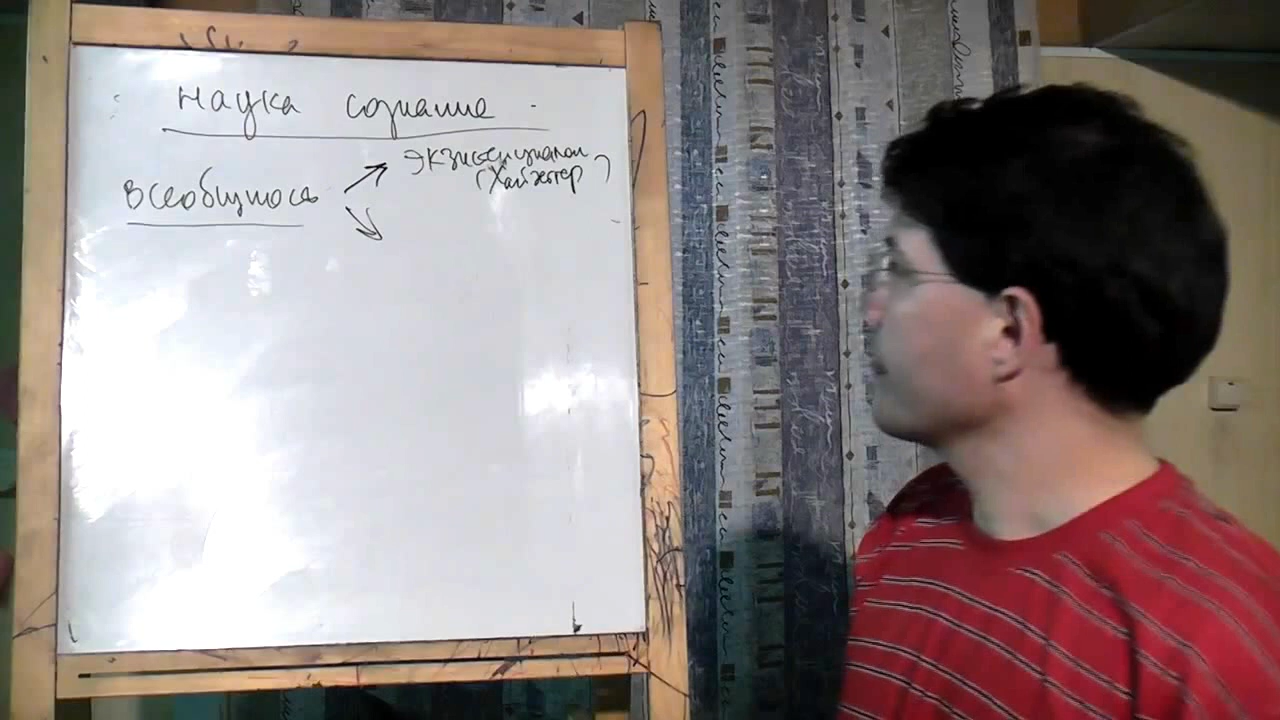 наука сознание
Всеобщность
экзистенциализм
(Хайдеггер)